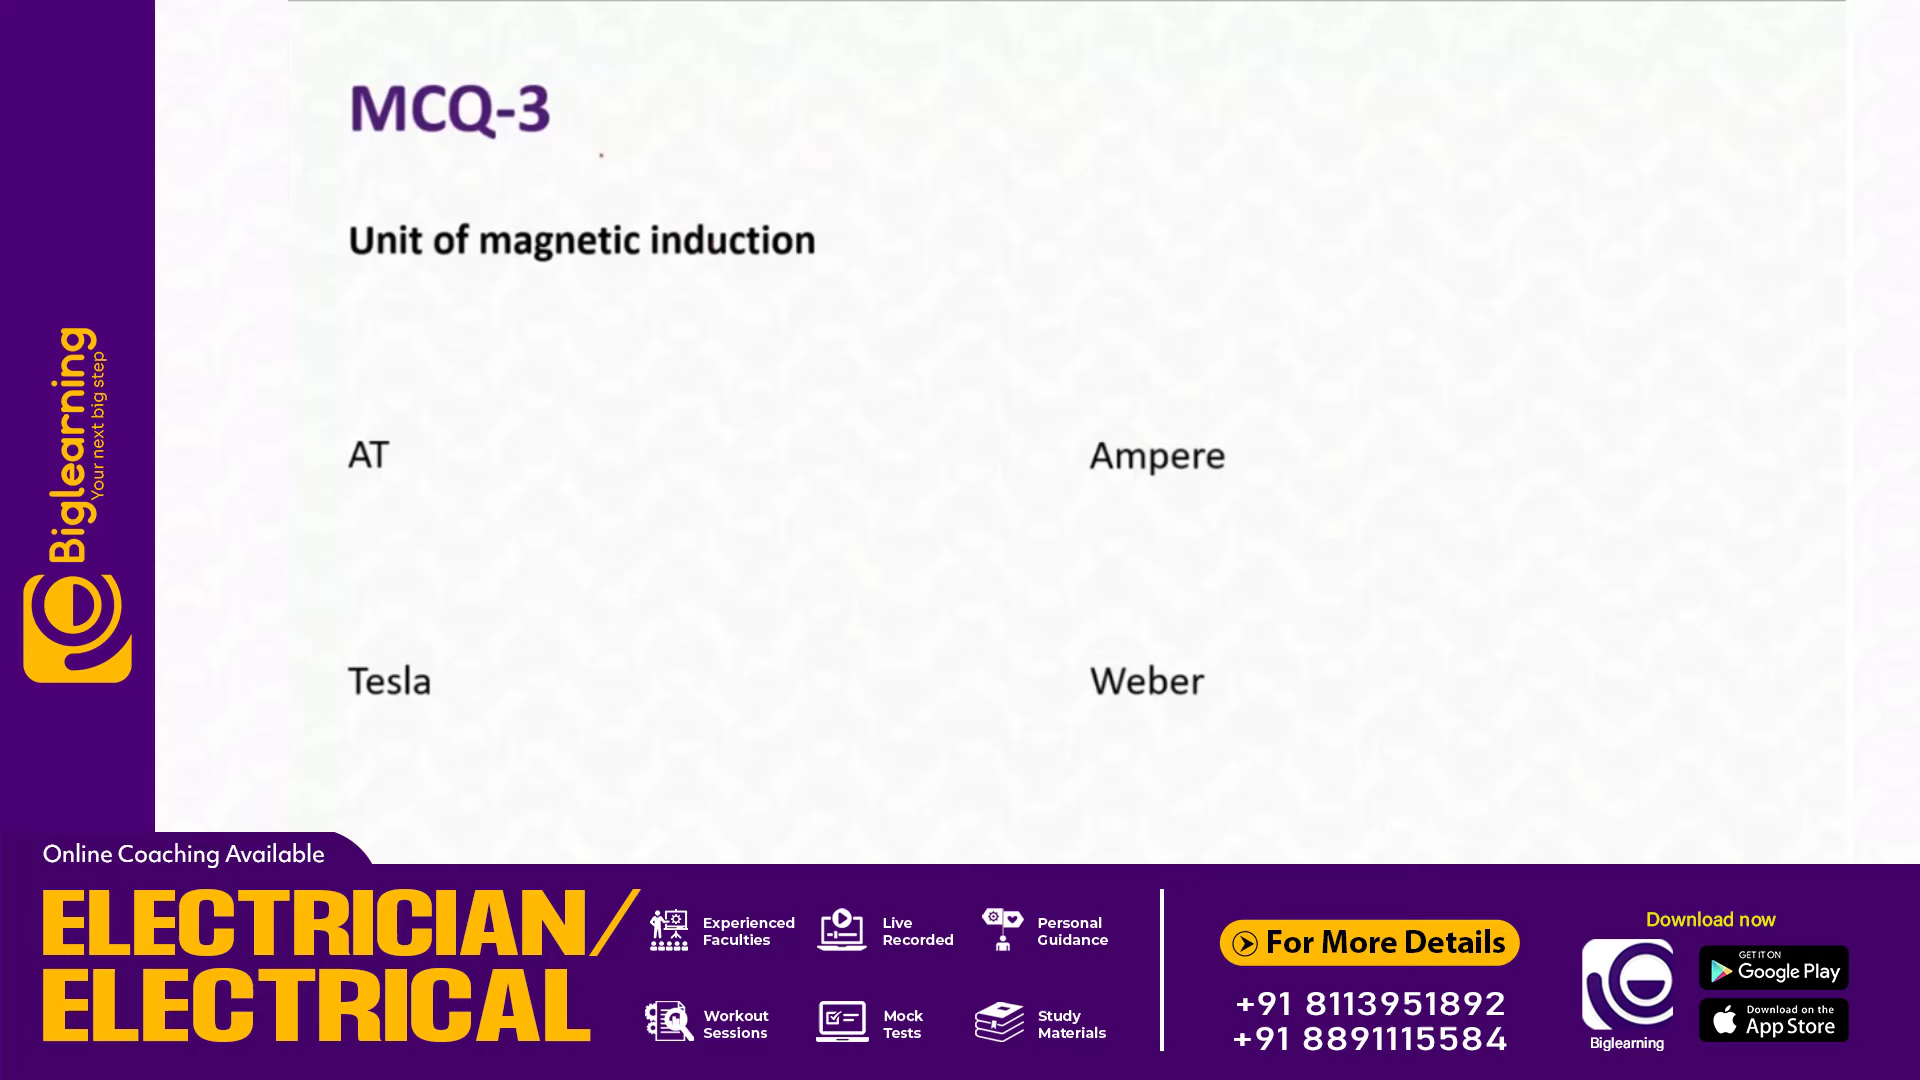 MCQ-3
Unit of magnetic induction
AT
Ampere
Tesla
Weber
Biglearning
Your next big step
Online Coaching Available
ELECTRICIAN/
ELECTRICAL
Experienced
Faculties
Live
Recorded
Personal
Guidance
Workout
Sessions
Mock
Tests
Study
Materials
For More Details
+91 8113951892
+91 8891115584
Download now
Biglearning
GET IT ON
Google Play
Download on the
App Store